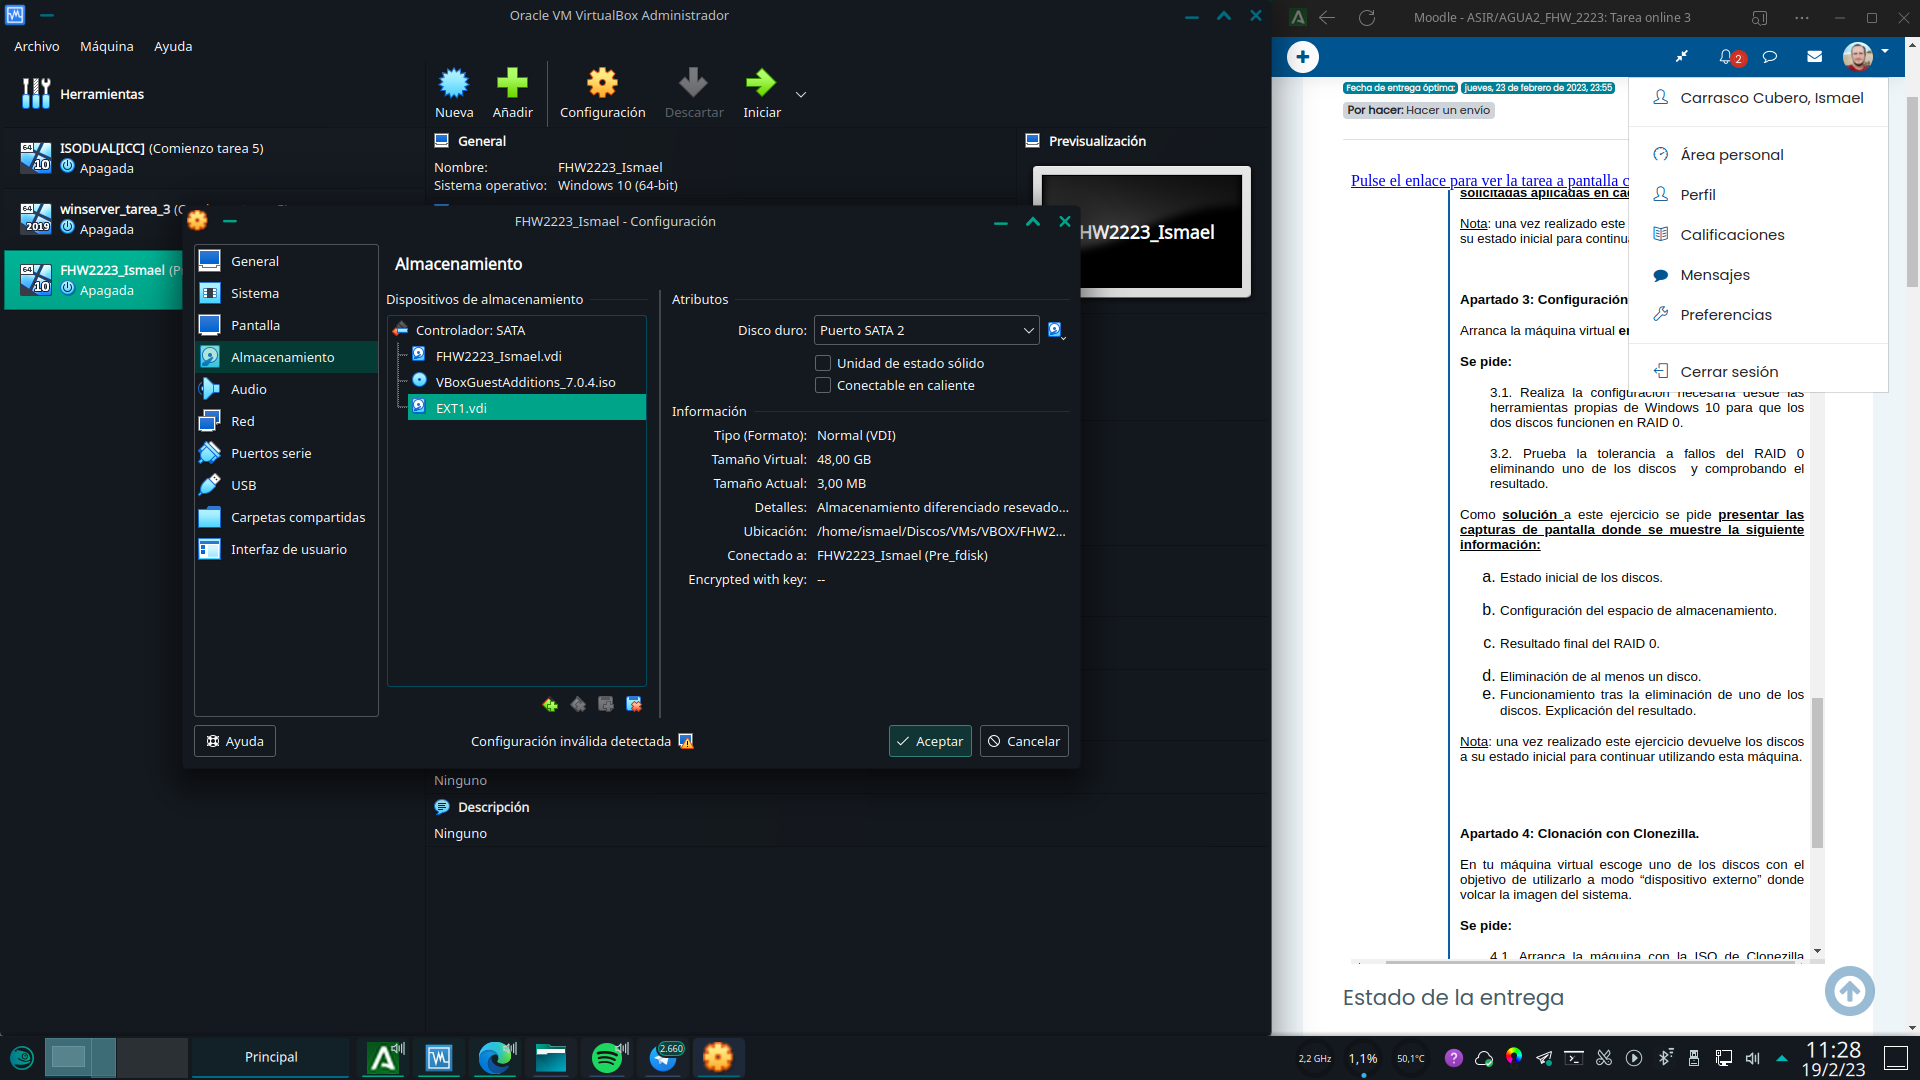 Oracle VM VirtualBox Administrador
Archivo Máquina Ayuda
Herramientas
Nueva Añadir Configuración Descartar Iniciar
ISODUAL[ICC] (Comienzo tarea 5)
Apagada
winserver_tarea_3
Apagada
FHW2223_Ismael (P
Apagada
General
Nombre: FHW2223_Ismael
Sistema operativo: Windows 10 (64-bit)
Previsualización
HW2223_Ismael
FHW2223_Ismael - Configuración
General
Sistema
Pantalla
Almacenamiento
Audio
Red
Puertos serie
USB
Carpetas compartidas
Interfaz de usuario
Almacenamiento
Dispositivos de almacenamiento
Controlador: SATA
FHW2223_Ismael.vdi
VBoxGuestAdditions_7.0.4.iso
EXT1.vdi
Atributos
Disco duro: Puerto SATA 2
Unidad de estado sólido
Conectable en caliente
Información
Tipo (Formato): Normal (VDI)
Tamaño Virtual: 48,00 GB
Tamaño Actual: 3,00 MB
Detalles: Almacenamiento diferenciado resevado...
Ubicación: /home/ismael/Discos/VMs/VBOX/FHW2...
Conectado a: FHW2223_Ismael (Pre_fdisk)
Encrypted with key: --
Ayuda
Configuración inválida detectada
Aceptar
Cancelar
Ninguno
Descripción
Ninguno
Moodle - ASIR/AGUA2_FHW_2223: Tarea online 3
2
Fecha de entrega óptima: jueves, 23 de febrero de 2023, 23:55
Por hacer: Hacer un envío
Carrasco Cubero, Ismael
Área personal
Perfil
Calificaciones
Mensajes
Preferencias
Cerrar sesión
Pulse el enlace para ver la tarea a pantalla c
solicitadas aplicadas en ca
Nota: una vez realizado este
su estado inicial para continu
Apartado 3: Configuración
Arranca la máquina virtual e
Se pide:
3.1. Realiza la configuración necesaria desde las
herramientas propias de Windows 10 para que los
dos discos funcionen en RAID 0.
3.2. Prueba la tolerancia a fallos del RAID 0
eliminando uno de los discos y comprobando el
resultado.
Como solución a este ejercicio se pide presentar las
capturas de pantalla donde se muestre la siguiente
información:
a. Estado inicial de los discos.
b. Configuración del espacio de almacenamiento.
c. Resultado final del RAID 0.
d. Eliminación de al menos un disco.
e. Funcionamiento tras la eliminación de uno de los
discos. Explicación del resultado.
Nota: una vez realizado este ejercicio devuelve los discos
a su estado inicial para continuar utilizando esta máquina.
Apartado 4: Clonación con Clonezilla.
En tu máquina virtual escoge uno de los discos con el
objetivo de utilizarlo a modo “dispositivo externo” donde
volcar la imagen del sistema.
Se pide:
4.1. Arranca la máquina con la ISO de Clonezilla
Estado de la entrega
Principal
2.660
2,2 GHz
1,1%
50,1°C
11:28
19/2/23